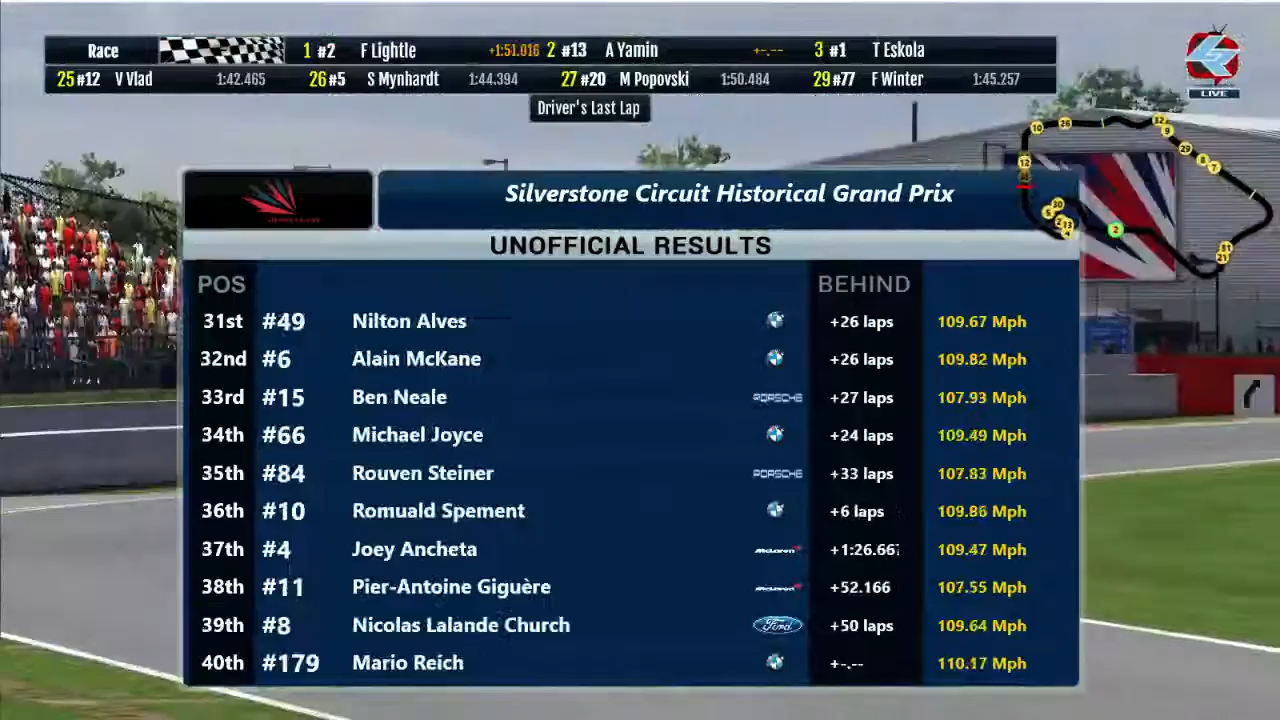 Race 1 #2 F Lightle +1:51.016 2 #13 A Yamin +-.-- 3 #1 T Eskola
25 #12 V Vlad 1:42.465 26 #5 S Mynhardt 1:44.394 27 #20 M Popovski 1:50.484 29 #77 F Winter 1:45.257
LIVE
Driver's Last Lap
Silverstone Circuit Historical Grand Prix
UNOFFICIAL RESULTS
POS BEHIND
31st #49 Nilton Alves +26 laps 109.67 Mph
32nd #6 Alain McKane +26 laps 109.82 Mph
33rd #15 Ben Neale PORSCHE +27 laps 107.93 Mph
34th #66 Michael Joyce +24 laps 109.49 Mph
35th #84 Rouven Steiner PORSCHE +33 laps 107.83 Mph
36th #10 Romuald Spement +6 laps 109.86 Mph
37th #4 Joey Ancheta McLaren +1:26.667 109.47 Mph
38th #11 Pier-Antoine Giguère McLaren +52.166 107.55 Mph
39th #8 Nicolas Lalande Church Ford +50 laps 109.64 Mph
40th #179 Mario Reich +-.-- 110.17 Mph